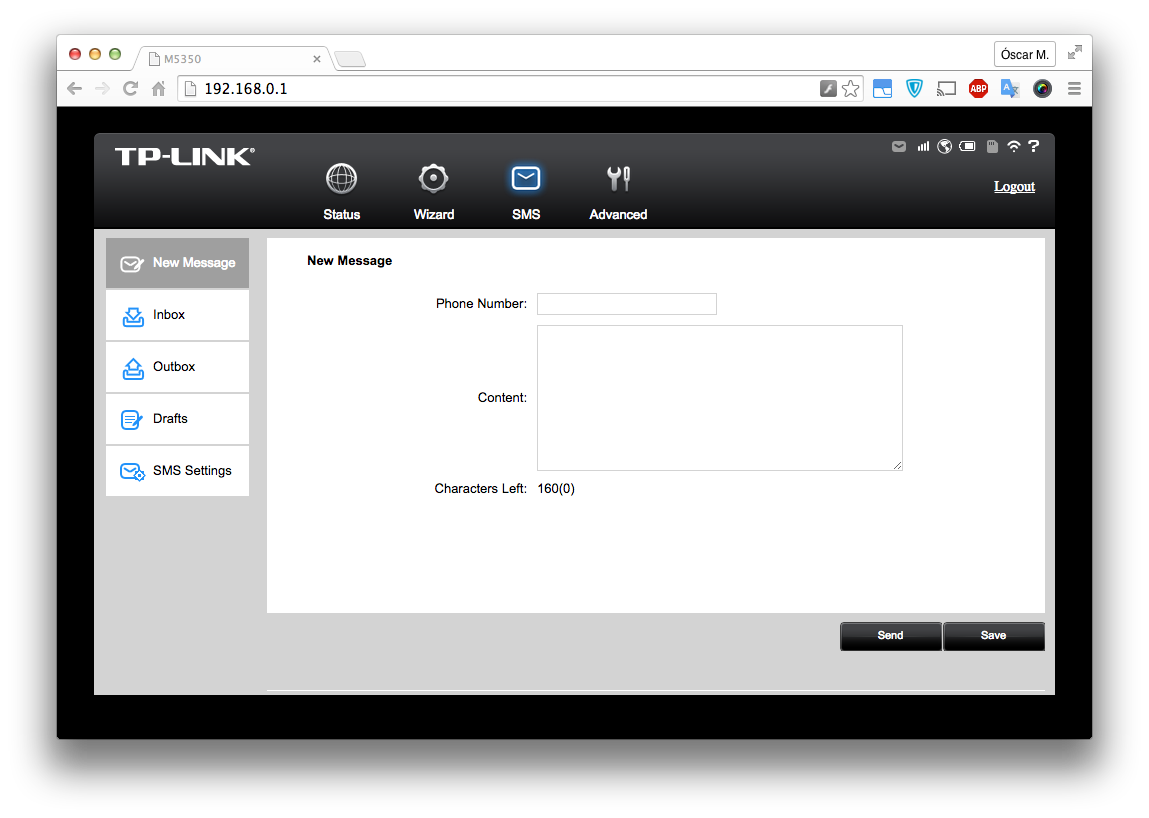 M5350
Óscar M.
192.168.0.1
ABP
TP-LINK®
Status
Wizard
SMS
Advanced
Logout
New Message
Inbox
Outbox
Drafts
SMS Settings
New Message
Phone Number:
Content:
Characters Left: 160(0)
Send
Save